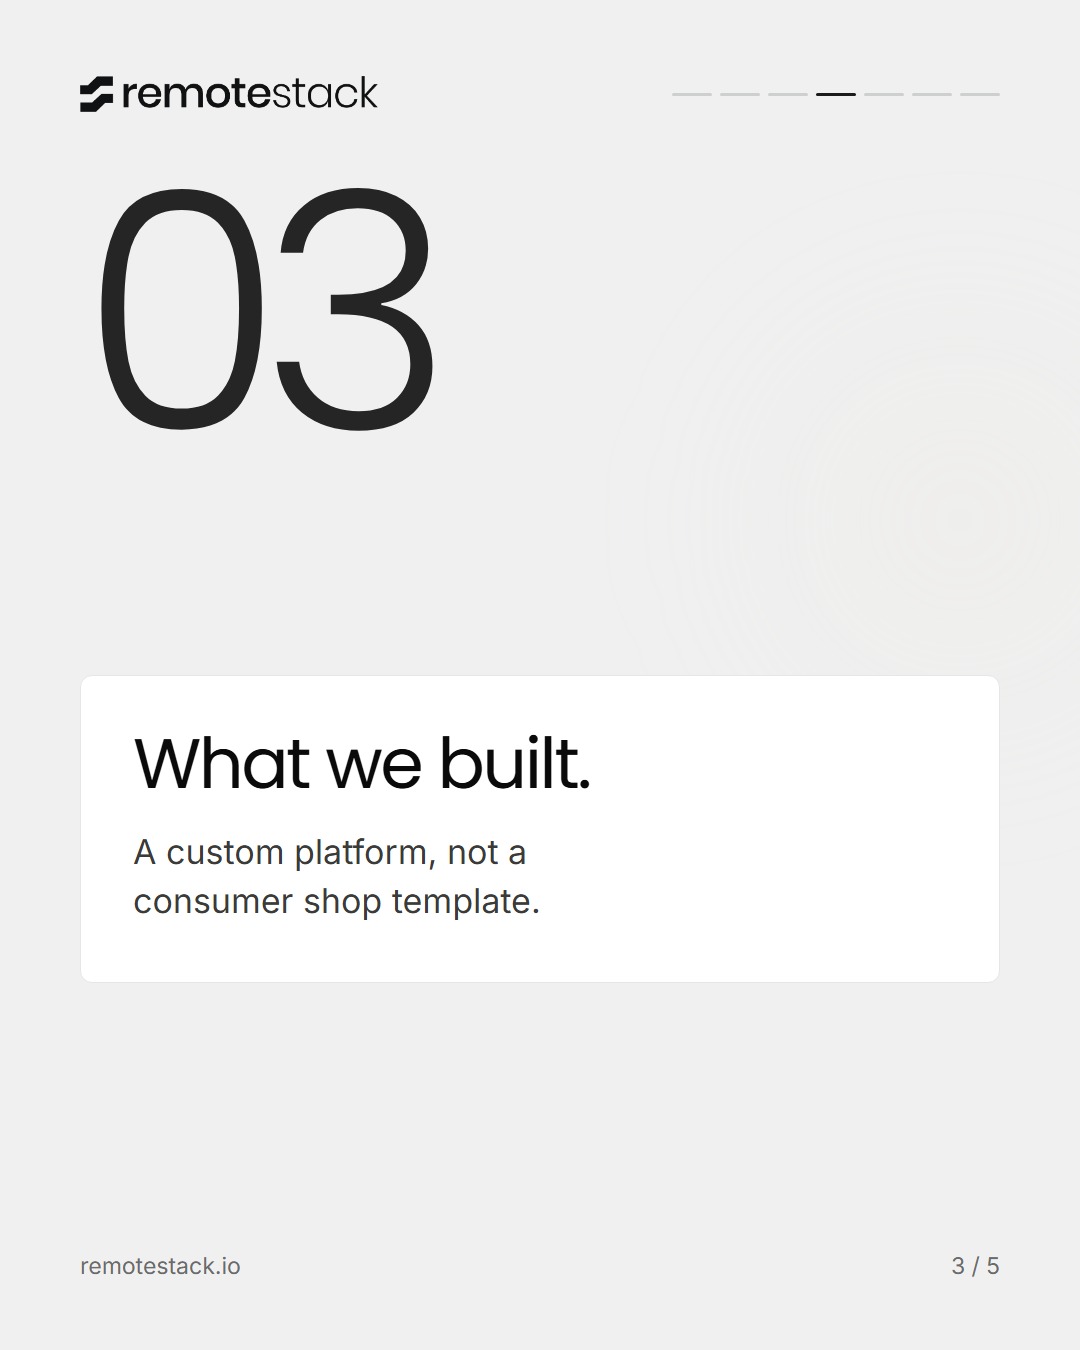 remotestack
03
What we built.
A custom platform, not a
consumer shop template.
remotestack.io
3 / 5